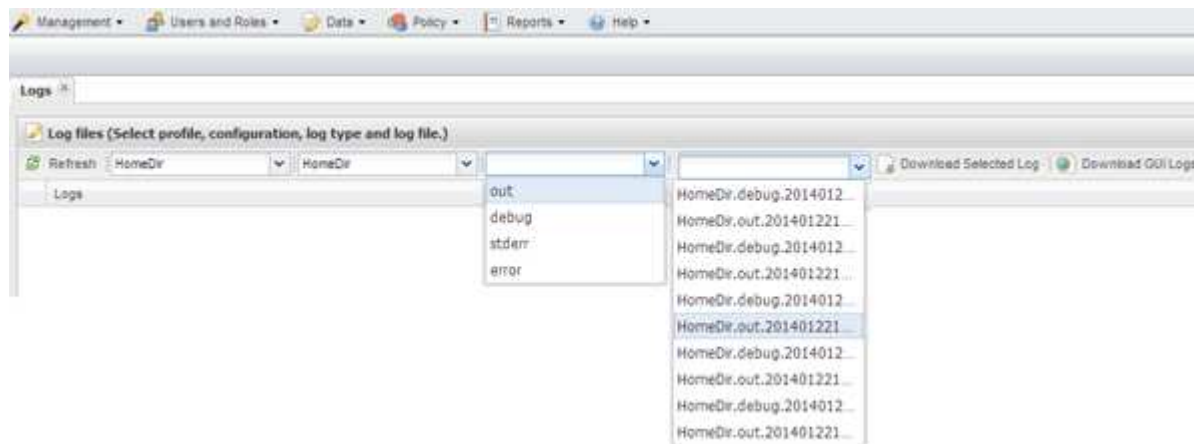 Management Users and Roles Data Policy Reports Help
Logs
Log files (Select profile, configuration, log type and log file.)
Refresh HomeDir HomeDir Download Selected Log Download GUI Logs
Logs
out
debug
stderr
error
HomeDir.debug.2014012...
HomeDir.out.201401221...
HomeDir.debug.2014012...
HomeDir.out.201401221...
HomeDir.debug.2014012...
HomeDir.out.201401221...
HomeDir.debug.2014012...
HomeDir.out.201401221...
HomeDir.debug.2014012...
HomeDir.out.201401221...